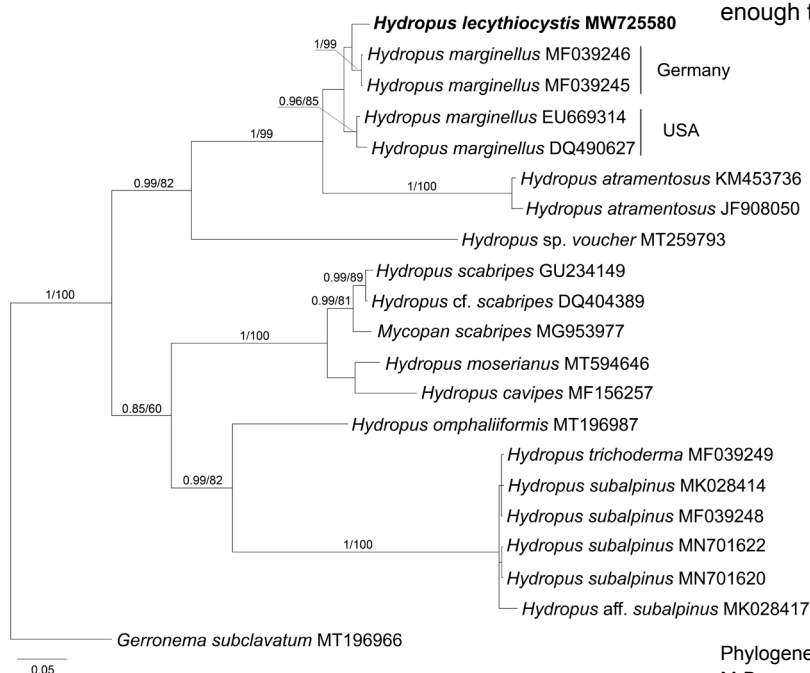 enough
Hydropus lecythiocystis MW725580
1/99
Hydropus marginellus MF039246
Germany
Hydropus marginellus MF039245
0.96/85
Hydropus marginellus EU669314
USA
1/99
Hydropus marginellus DQ490627
0.99/82
1/100
Hydropus atramentosus KM453736
Hydropus atramentosus JF908050
Hydropus sp. voucher MT259793
0.99/89
Hydropus scabripes GU234149
1/100
0.99/81
Hydropus cf. scabripes DQ404389
1/100
Mycopan scabripes MG953977
Hydropus moserianus MT594646
Hydropus cavipes MF156257
0.85/60
Hydropus omphaliiformis MT196987
Hydropus trichoderma MF039249
0.99/82
Hydropus subalpinus MK028414
Hydropus subalpinus MF039248
1/100
Hydropus subalpinus MN701622
Hydropus subalpinus MN701620
Hydropus aff. subalpinus MK028417
Gerronema subclavatum MT196966
Phylogene
0.05